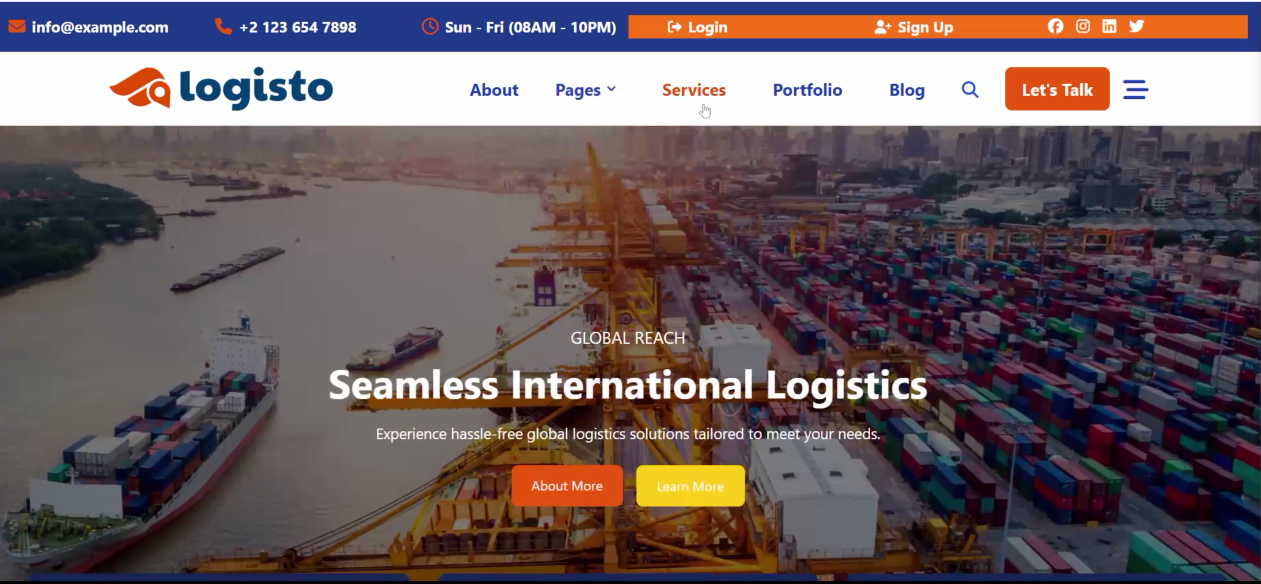 info@example.com +2 123 654 7898 Sun - Fri (08AM - 10PM) Login Sign Up
logisto About Pages Services Portfolio Blog Let's Talk
GLOBAL REACH
Seamless International Logistics
Experience hassle-free global logistics solutions tailored to meet your needs.
About More Learn More